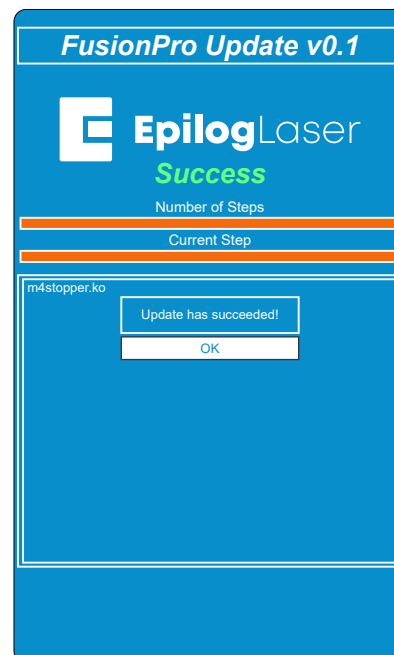 FusionPro Update v0.1
EpilogLaser
Success
Number of Steps
Current Step
m4stopper.ko
Update has succeeded!
OK